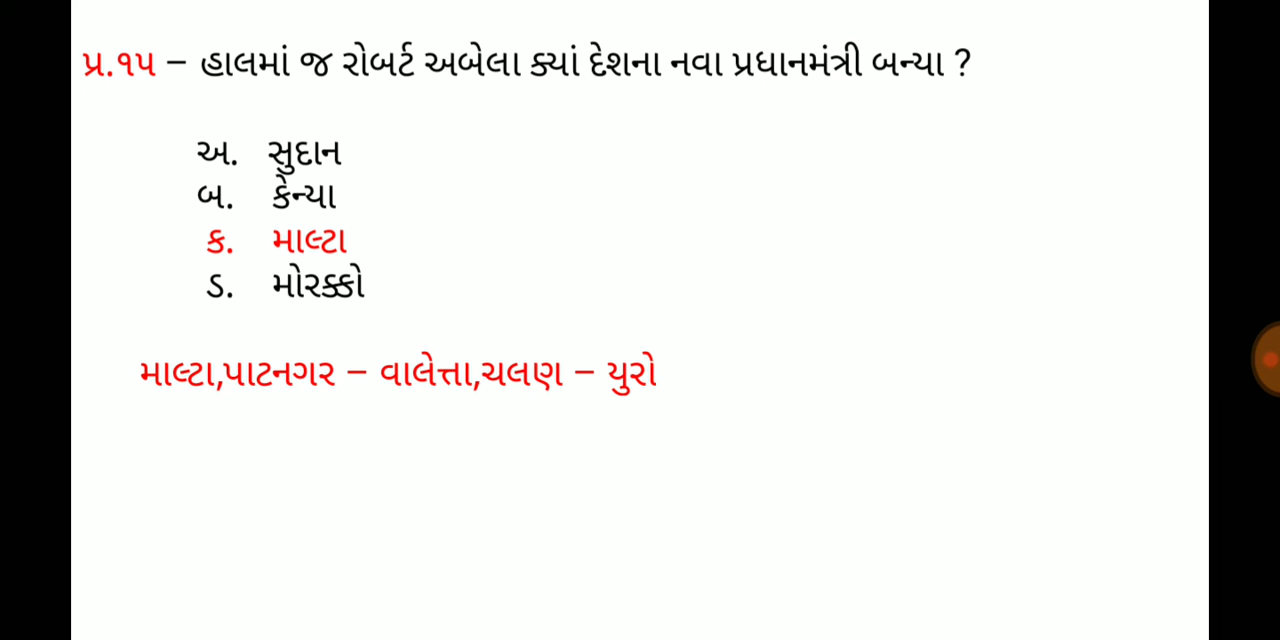 પ્ર.૧૫ – હાલમાં જ રોબર્ટ અબેલા ક્યાં દેશના નવા પ્રધાનમંત્રી બન્યા ?
અ. સુદાન
બ. કેન્યા
ક. માલ્ટા
ડ. મોરક્કો
માલ્ટા,પાટનગર – વાલેત્તા,ચલણ – યુરો